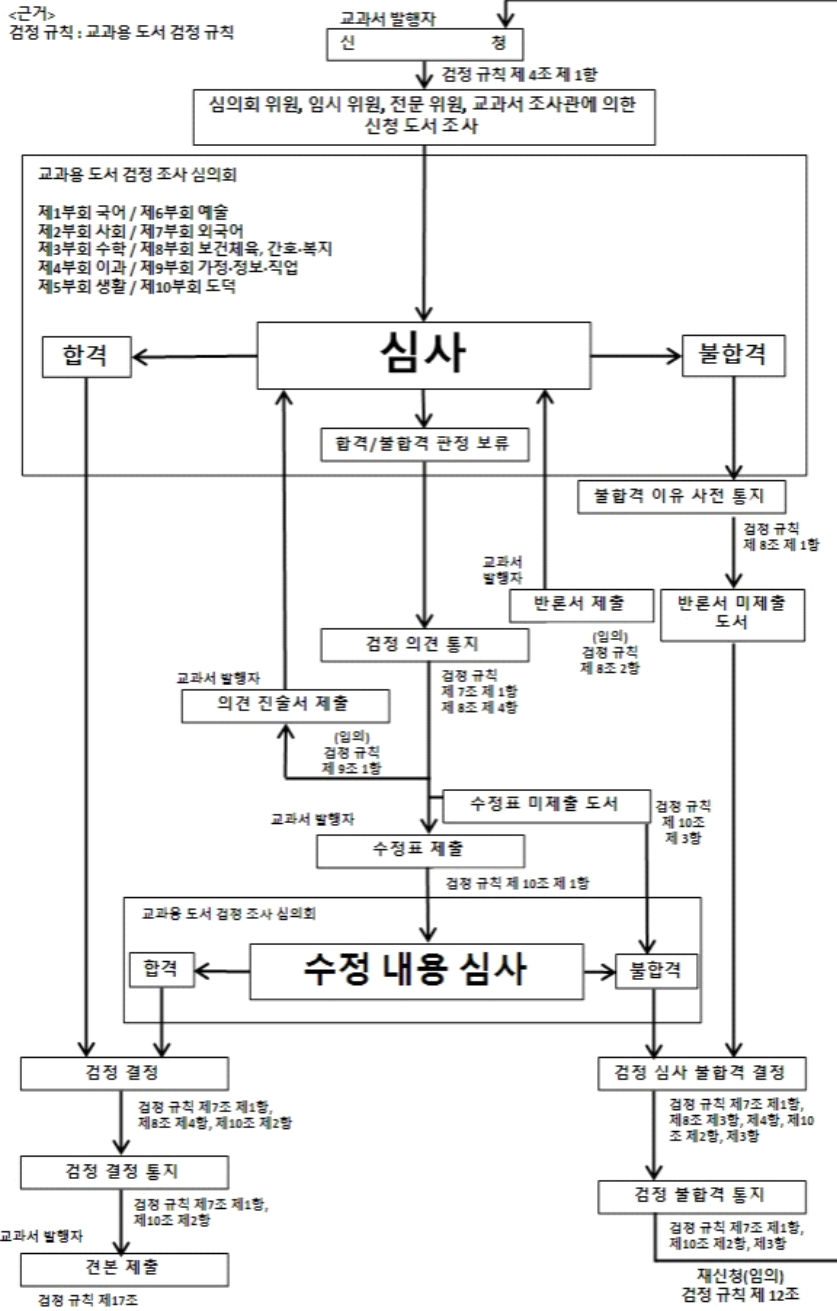 <근거>
검정 규칙 : 교과용 도서 검정 규칙
교과서 발행자
신 청
검정 규칙 제 4조 제 1항
심의회 위원, 임시 위원, 전문 위원, 교과서 조사관에 의한
신청 도서 조사
교과용 도서 검정 조사 심의회
제1부회 국어 / 제6부회 예술
제2부회 사회 / 제7부회 외국어
제3부회 수학 / 제8부회 보건체육, 간호·복지
제4부회 이과 / 제9부회 가정·정보·직업
제5부회 생활 / 제10부회 도덕
합격
심사
불합격
합격/불합격 판정 보류
불합격 이유 사전 통지
검정 규칙
제 8조 제 1항
교과서
발행자
반론서 제출
(임의)
검정 규칙
제 8조 2항
반론서 미제출
도서
검정 의견 통지
검정 규칙
제 7조 제 1항
제 8조 제 4항
교과서 발행자
의견 진술서 제출
(임의)
검정 규칙
제 9조 1항
수정표 미제출 도서
검정 규칙
제 10조
제 3항
교과서 발행자
수정표 제출
검정 규칙 제 10조 제 1항
교과용 도서 검정 조사 심의회
합격
수정 내용 심사
불합격
검정 결정
검정 규칙 제7조 제1항,
제8조 제4항, 제10조 제2항
검정 결정 통지
검정 규칙 제7조 제1항,
제10조 제2항
교과서 발행자
견본 제출
검정 규칙 제17조
검정 심사 불합격 결정
검정 규칙 제7조 제1항,
제8조 제3항, 제4항, 제10
조 제2항, 제3항
검정 불합격 통지
검정 규칙 제7조 제1항,
제10조 제2항, 제3항
재신청(임의)
검정 규칙 제 12조